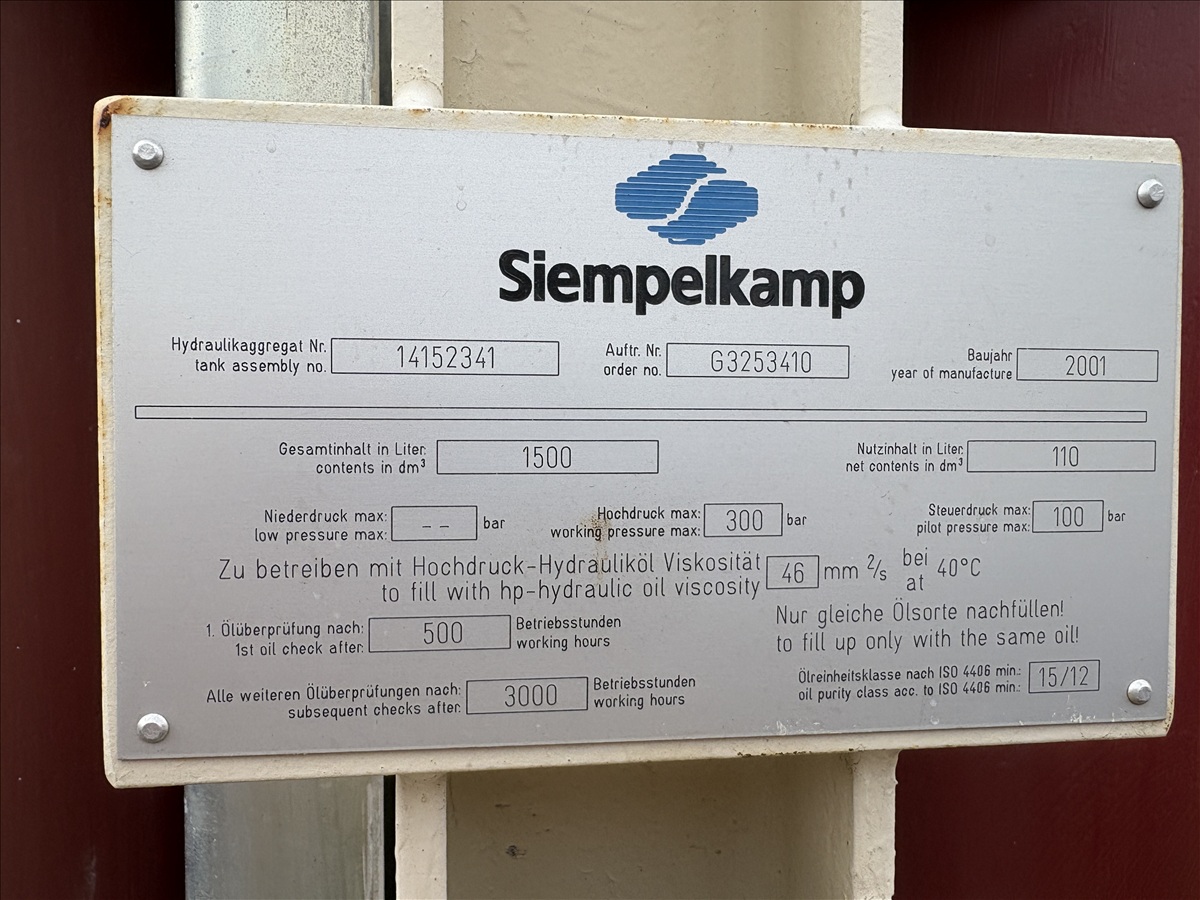 Siempelkamp
Hydraulikaggregat Nr. 14152341 Auftr. Nr. G3253410 Baujahr 2001
tank assembly no. order no. year of manufacture
Gesamtinhalt in Liter: 1500 Nutzinhalt in Liter: 110
contents in dm³ net contents in dm³
Niederdruck max: -- bar Hochdruck max: 300 bar Steuerdruck max: 100 bar
low pressure max: working pressure max: pilot pressure max:
Zu betreiben mit Hochdruck-Hydrauliköl Viskosität 46 mm ²/s bei 40°C
to fill with hp-hydraulic oil viscosity at
1. Ölüberprüfung nach: 500 Betriebsstunden Nur gleiche Ölsorte nachfüllen!
1st oil check after: working hours to fill up only with the same oil!
Alle weiteren Ölüberprüfungen nach: 3000 Betriebsstunden Ölreinheitsklasse nach ISO 4406 min.: 15/12
subsequent checks after: working hours oil purity class acc. to ISO 4406 min.: